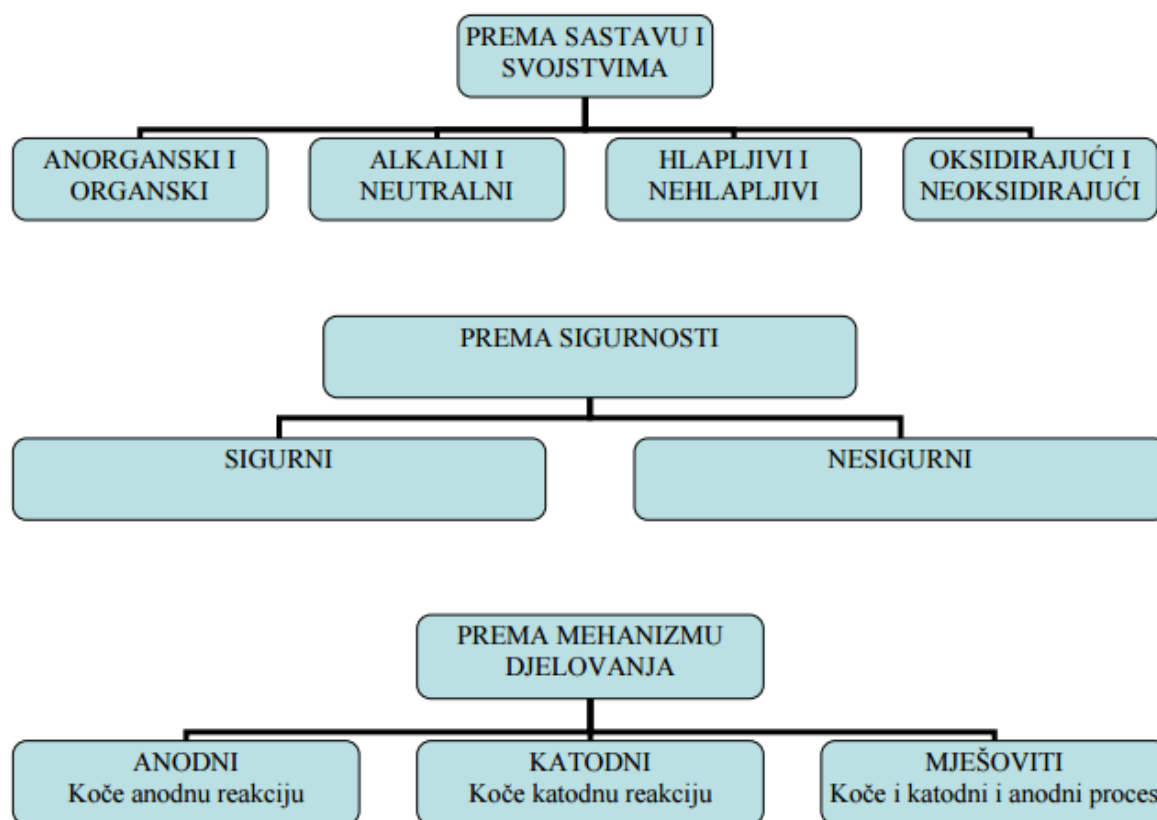 PREMA SASTAVU I
SVOJSTVIMA
ANORGANSKI I
ORGANSKI
ALKALNI I
NEUTRALNI
HLAPLJIVI I
NEHLAPLJIVI
OKSIDIRAJUĆI I
NEOKSIDIRAJUĆI
PREMA SIGURNOSTI
SIGURNI
NESIGURNI
PREMA MEHANIZMU
DJELOVANJA
ANODNI
Koče anodnu reakciju
KATODNI
Koče katodnu reakciju
MJEŠOVITI
Koče i katodni i anodni proces